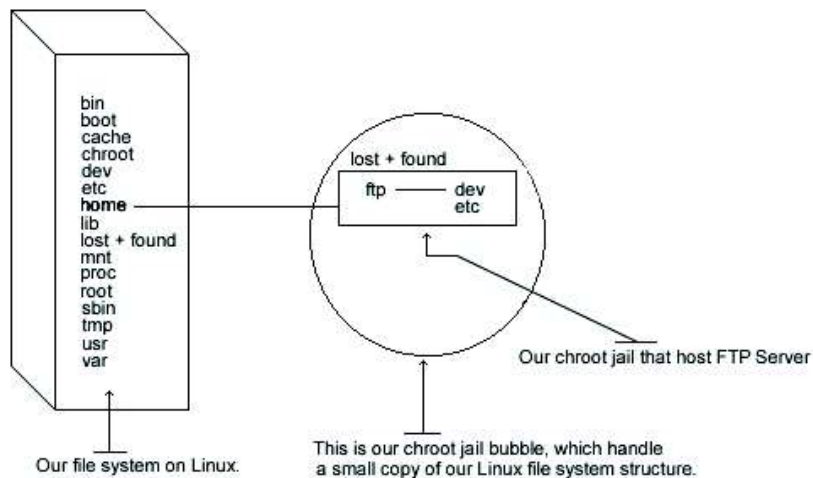 bin
boot
cache
chroot
dev
etc
home
lib
lost + found
mnt
proc
root
sbin
tmp
usr
var
Our file system on Linux.
lost + found
ftp dev
etc
Our chroot jail that host FTP Server
This is our chroot jail bubble, which handle
a small copy of our Linux file system structure.